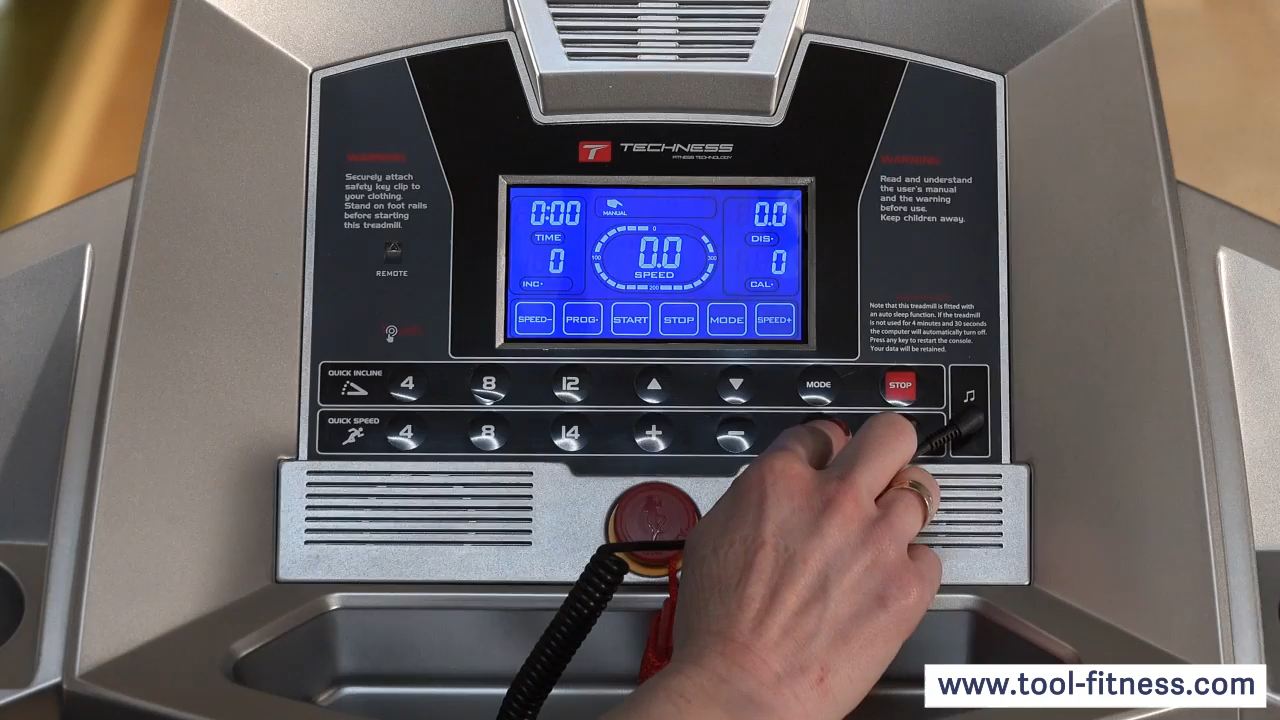 TECHNESS
FITNESS TECHNOLOGY
WARNING
Securely attach
safety key clip to
your clothing.
Stand on foot rails
before starting
this treadmill.
REMOTE
0:00
TIME
0
INC.
MANUAL
0
100
300
200
0.0
SPEED
0.0
DIS.
0
CAL.
SPEED- PROG. START STOP MODE SPEED+
WARNING
Read and understand
the user's manual
and the warning
before use.
Keep children away.
Note that this treadmill is fitted with
an auto sleep function. If the treadmill
is not used for 4 minutes and 30 seconds
the computer will automatically turn off.
Press any key to restart the console.
Your data will be retained.
QUICK INCLINE 4 8 12 MODE STOP
QUICK SPEED 4 8 14 + -
www.tool-fitness.com